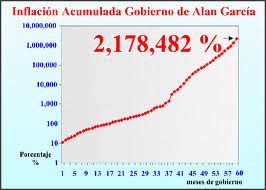 Inflación Acumulada Gobierno de Alan García
2,178,482 %
10,000,000
1,000,000
100,000
10,000
1,000
100
10
1
Porcentaje
%
1 5 9 13 17 21 25 29 33 37 41 45 49 53 57 60
meses de gobierno